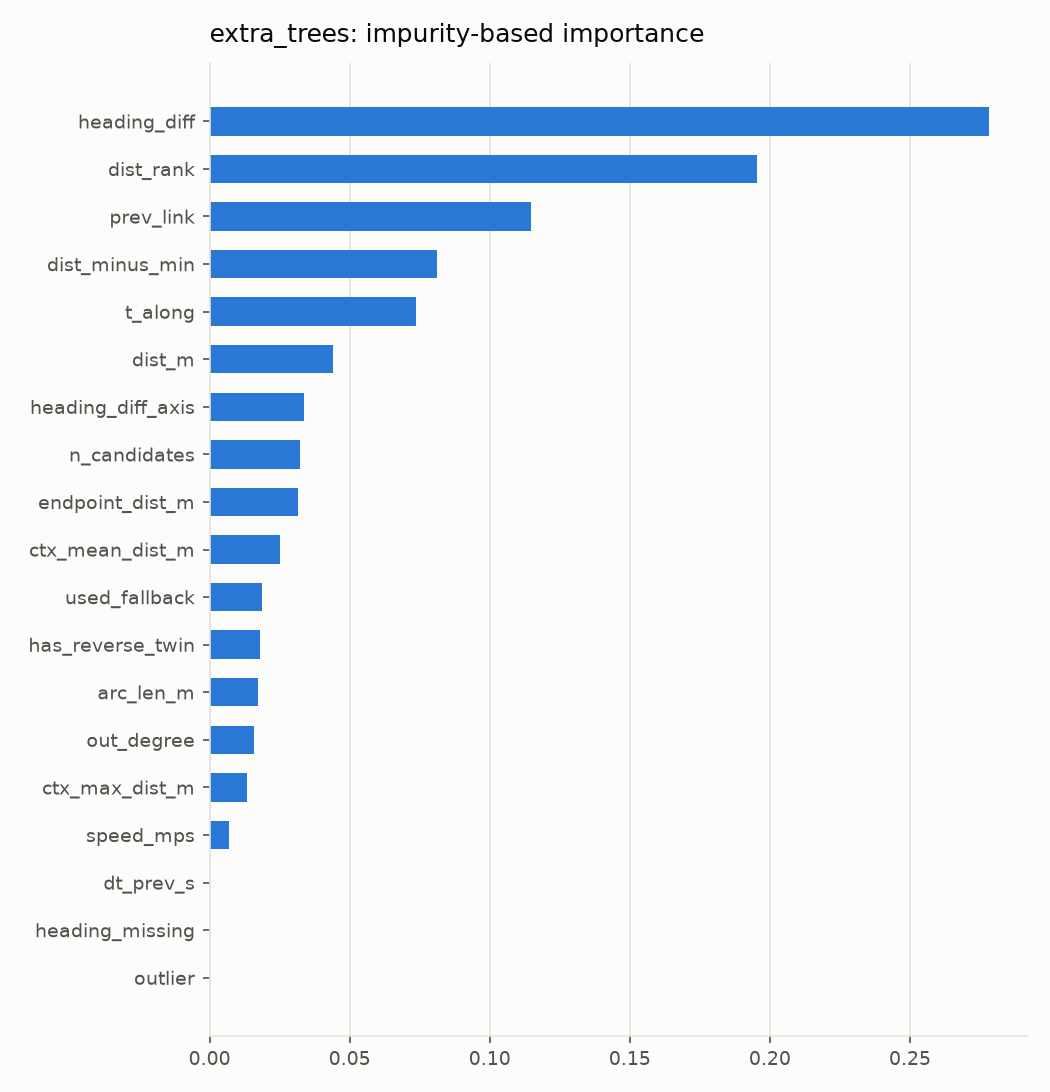 extra_trees: impurity-based importance
heading_diff
dist_rank
prev_link
dist_minus_min
t_along
dist_m
heading_diff_axis
n_candidates
endpoint_dist_m
ctx_mean_dist_m
used_fallback
has_reverse_twin
arc_len_m
out_degree
ctx_max_dist_m
speed_mps
dt_prev_s
heading_missing
outlier
0.00 0.05 0.10 0.15 0.20 0.25